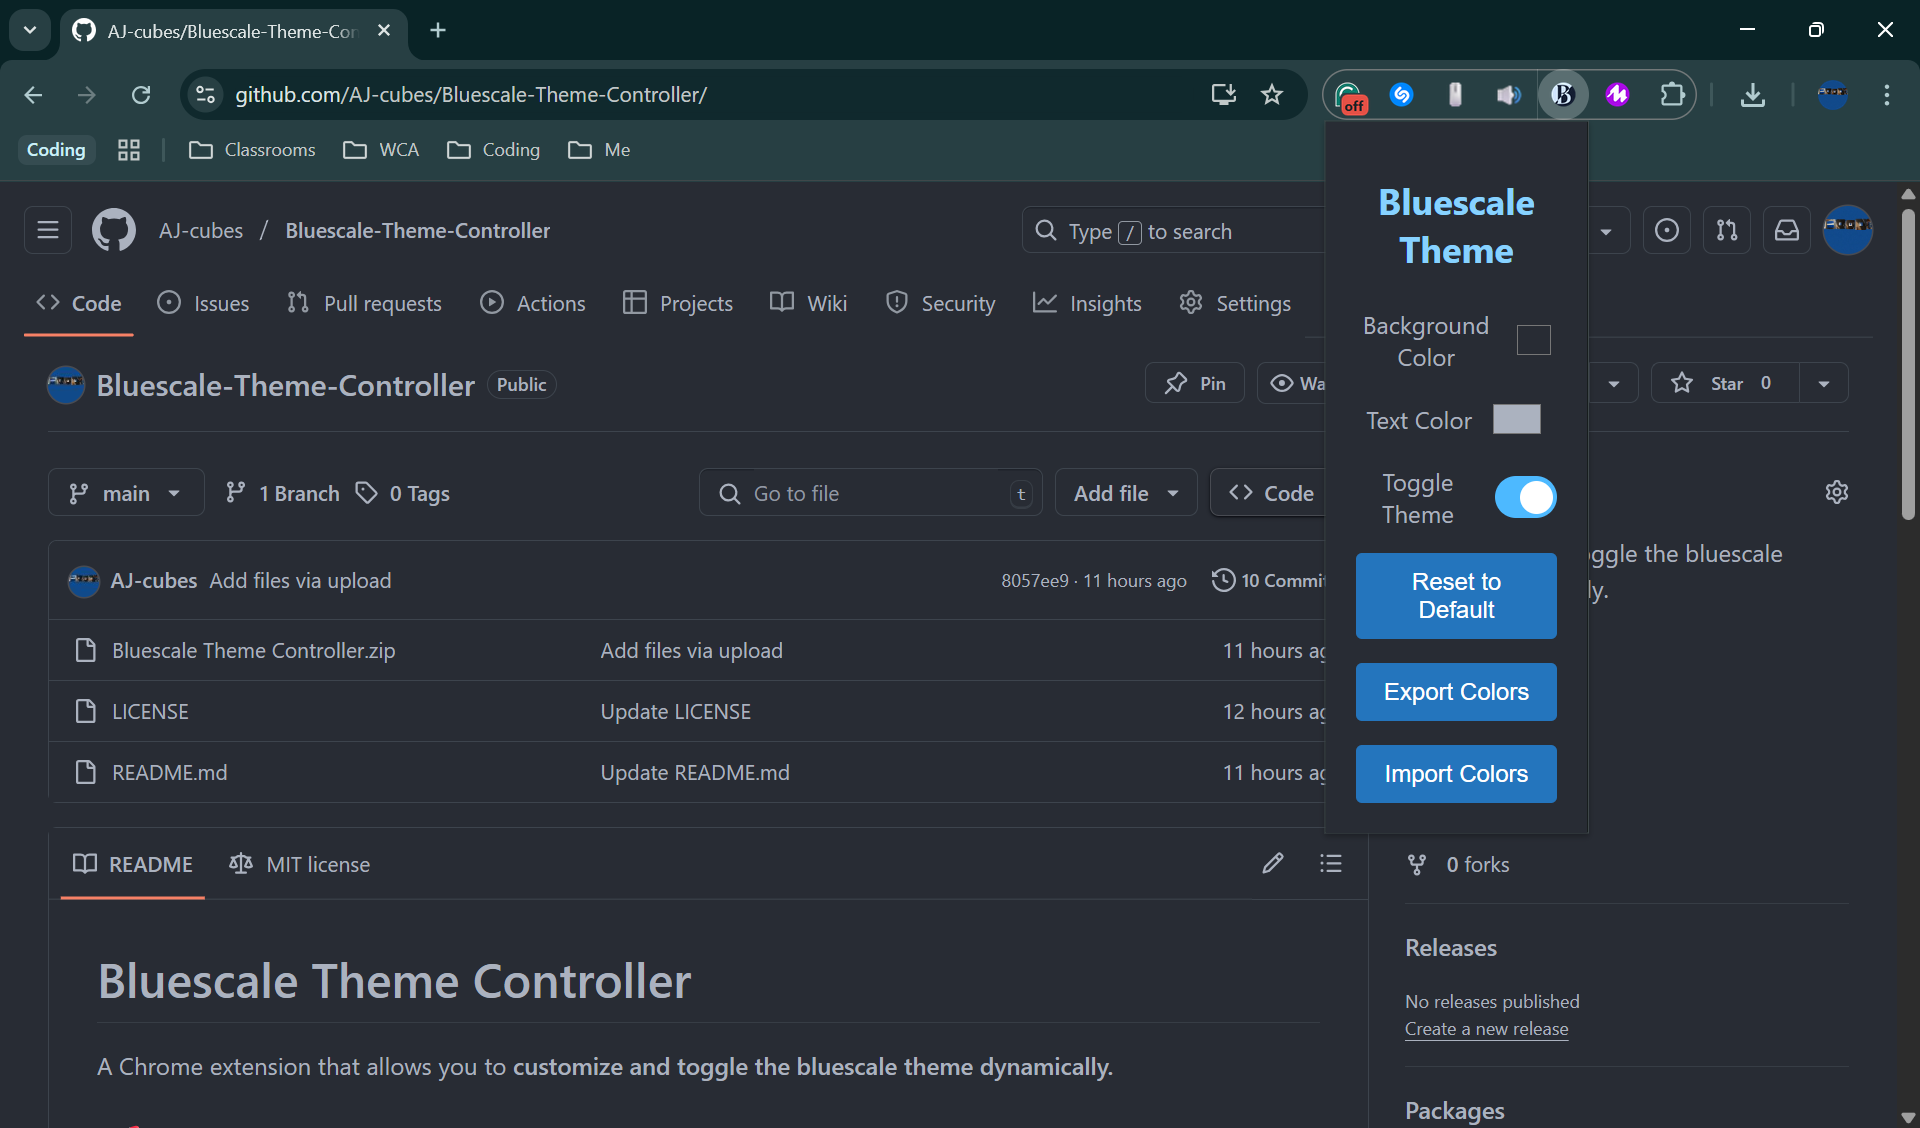 AJ-cubes/Bluescale-Theme-Con
github.com/AJ-cubes/Bluescale-Theme-Controller/
off
B
Coding
Classrooms
WCA
Coding
Me
AJ-cubes / Bluescale-Theme-Controller
Type / to search
Code
Issues
Pull requests
Actions
Projects
Wiki
Security
Insights
Settings
Bluescale-Theme-Controller Public
Pin
Wa
Star 0
main
1 Branch
0 Tags
Go to file t
Add file
Code
ggle the bluescale
ly.
AJ-cubes Add files via upload 8057ee9 · 11 hours ago 10 Commit
Bluescale Theme Controller.zip Add files via upload 11 hours ag
LICENSE Update LICENSE 12 hours ag
README.md Update README.md 11 hours ag
README
MIT license
Bluescale Theme Controller
A Chrome extension that allows you to customize and toggle the bluescale theme dynamically.
Bluescale
Theme
Background
Color
Text Color
Toggle
Theme
Reset to
Default
Export Colors
Import Colors
0 forks
Releases
No releases published
Create a new release
Packages